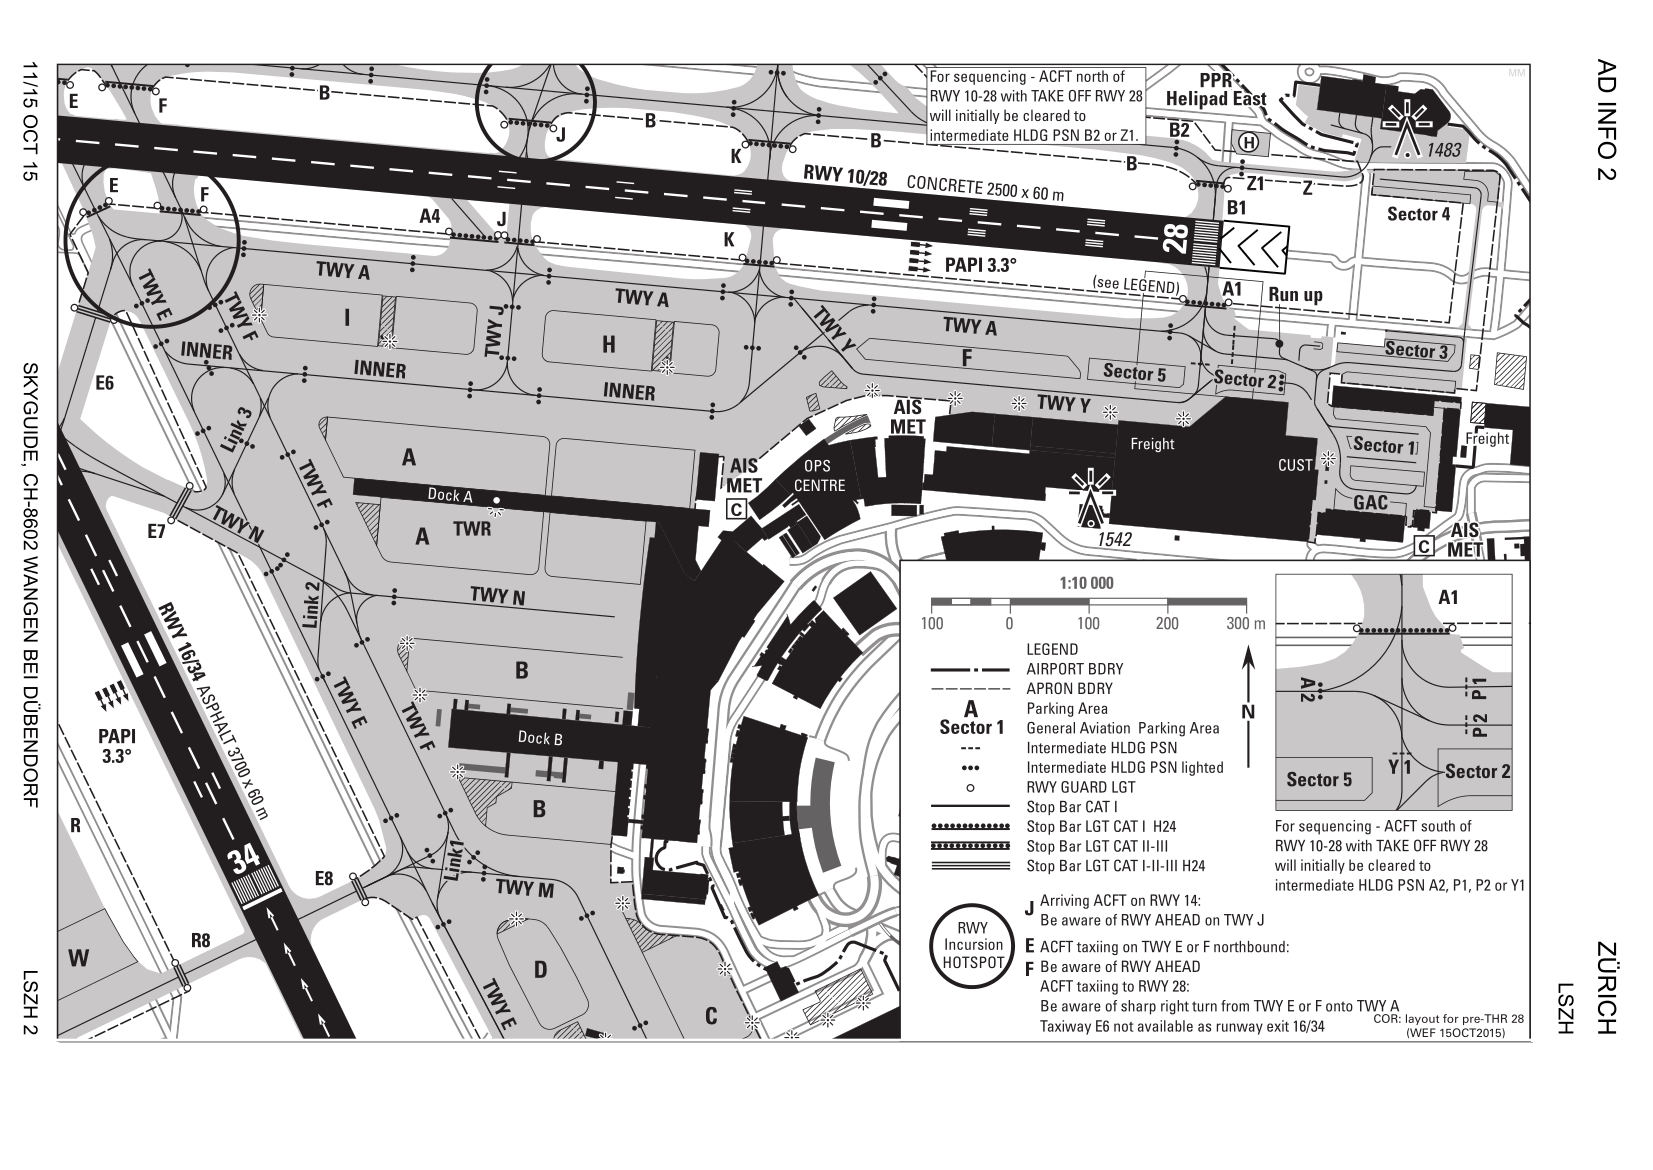 AD INFO 2
ZÜRICH
LSZH
11/15 OCT 15
SKYGUIDE, CH-8602 WANGEN BEI DÜBENDORF
LSZH 2
MM
E
F
B
J
B
K
B
B
For sequencing - ACFT north of
RWY 10-28 with TAKE OFF RWY 28
will initially be cleared to
intermediate HLDG PSN B2 or Z1.
PPR
Helipad East
B2
H
1483
Z1
Z
B1
Sector 4
RWY 10/28
CONCRETE 2500 x 60 m
28
E
F
A4
J
K
PAPI 3.3°
(see LEGEND)
A1
Run up
TWY A
TWY A
TWY A
TWY E
TWY F
TWY J
TWY Y
I
H
F
INNER
INNER
INNER
Sector 5
Sector 2
Sector 3
E6
Link 3
TWY Y
AIS
MET
Freight
CUST
Sector 1
Freight
GAC
AIS
MET
C
A
Dock A
A
TWR
AIS
MET
C
OPS
CENTRE
1542
E7
TWY N
TWY F
Link 2
TWY N
RWY 16/34 ASPHALT 3700 x 60 m
PAPI
3.3°
TWY E
TWY F
B
Dock B
B
R
34
E8
Link1
TWY M
R8
W
D
TWY E
C
1:10 000
100 0 100 200 300 m
LEGEND
AIRPORT BDRY
APRON BDRY
A Parking Area
Sector 1 General Aviation Parking Area
Intermediate HLDG PSN
Intermediate HLDG PSN lighted
RWY GUARD LGT
Stop Bar CAT I
Stop Bar LGT CAT I H24
Stop Bar LGT CAT II-III
Stop Bar LGT CAT I-II-III H24
N
A1
A2
P1
P2
Y1
Sector 5
Sector 2
For sequencing - ACFT south of
RWY 10-28 with TAKE OFF RWY 28
will initially be cleared to
intermediate HLDG PSN A2, P1, P2 or Y1
RWY
Incursion
HOTSPOT
J Arriving ACFT on RWY 14:
Be aware of RWY AHEAD on TWY J
E ACFT taxiing on TWY E or F northbound:
F Be aware of RWY AHEAD
ACFT taxiing to RWY 28:
Be aware of sharp right turn from TWY E or F onto TWY A
Taxiway E6 not available as runway exit 16/34
COR: layout for pre-THR 28
(WEF 15OCT2015)